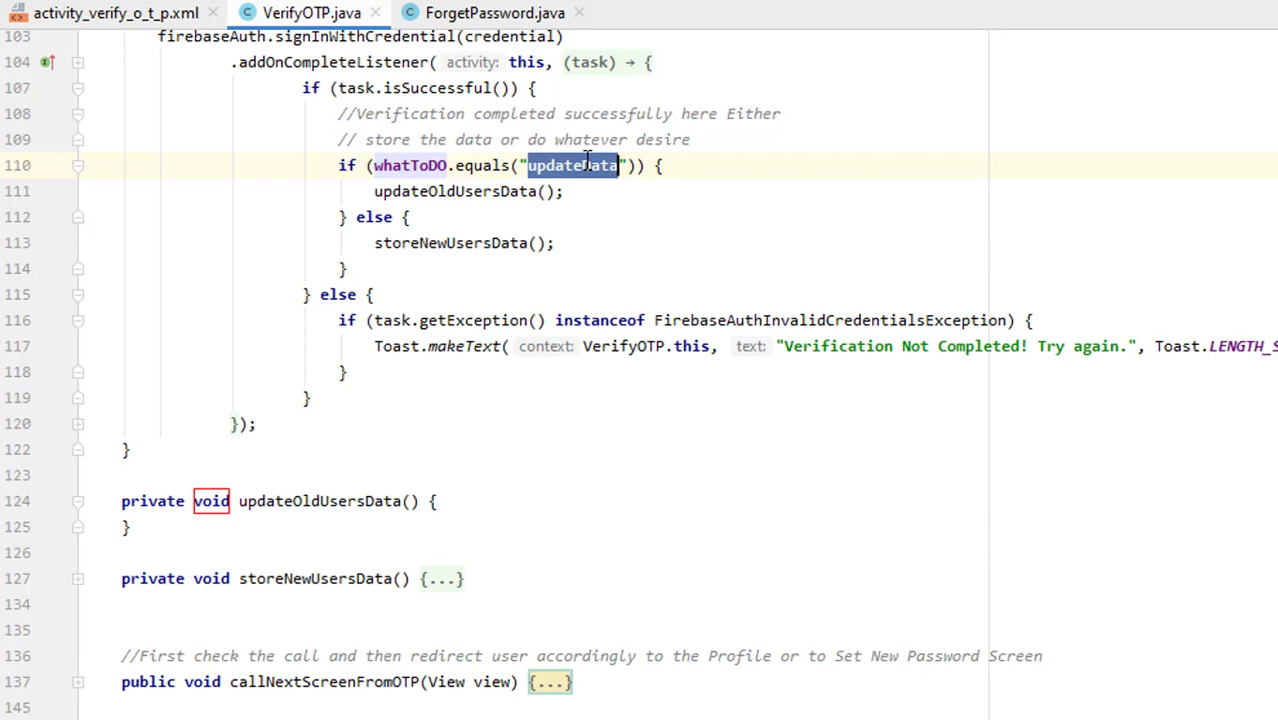 activity_verify_o_t_p.xml VerifyOTP.java ForgetPassword.java
103 firebaseAuth.signInWithCredential(credential)
104 .addOnCompleteListener( activity: this, (task) → {
107 if (task.isSuccessful()) {
108 //Verification completed successfully here Either
109 // store the data or do whatever desire
110 if (whatToDO.equals("updateData")) {
111 updateOldUsersData();
112 } else {
113 storeNewUsersData();
114 }
115 } else {
116 if (task.getException() instanceof FirebaseAuthInvalidCredentialsException) {
117 Toast.makeText( context: VerifyOTP.this, text: "Verification Not Completed! Try again.", Toast.LENGTH_S
118 }
119 }
120 });
122 }
123
124 private void updateOldUsersData() {
125 }
126
127 private void storeNewUsersData() {...}
134
135
136 //First check the call and then redirect user accordingly to the Profile or to Set New Password Screen
137 public void callNextScreenFromOTP(View view) {...}
145